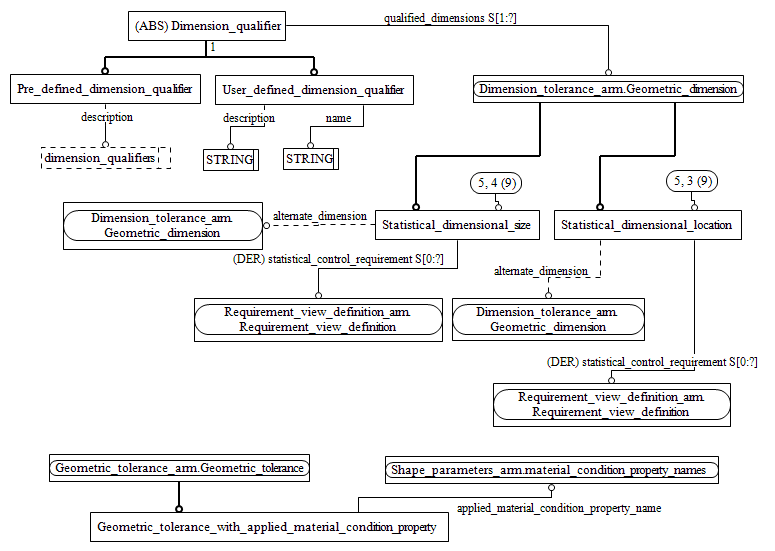 (ABS) Dimension_qualifier
qualified_dimensions S[1:?]
1
Pre_defined_dimension_qualifier
User_defined_dimension_qualifier
Dimension_tolerance_arm.Geometric_dimension
description
description
name
dimension_qualifiers
STRING
STRING
5, 4 (9)
5, 3 (9)
Dimension_tolerance_arm.
Geometric_dimension
alternate_dimension
Statistical_dimensional_size
Statistical_dimensional_location
(DER) statistical_control_requirement S[0:?]
alternate_dimension
Requirement_view_definition_arm.
Requirement_view_definition
Dimension_tolerance_arm.
Geometric_dimension
(DER) statistical_control_requirement S[0:?]
Requirement_view_definition_arm.
Requirement_view_definition
Geometric_tolerance_arm.Geometric_tolerance
Shape_parameters_arm.material_condition_property_names
applied_material_condition_property_name
Geometric_tolerance_with_applied_material_condition_property